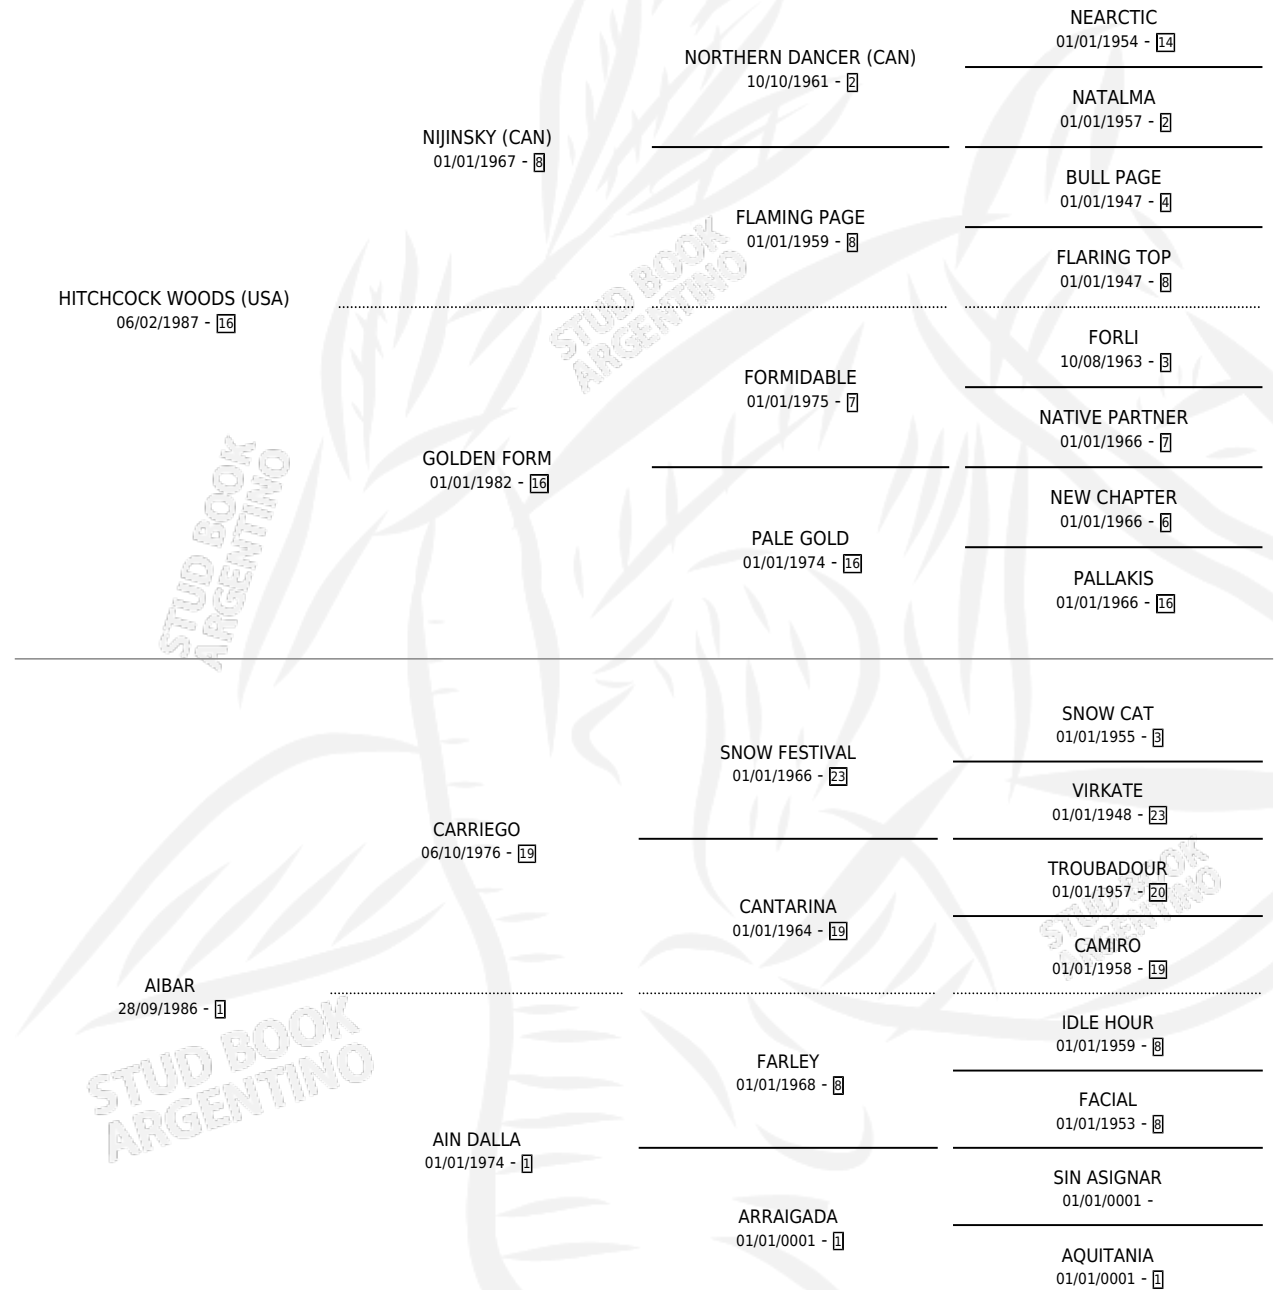 NEARCTIC
01/01/1954 - 14
NORTHERN DANCER (CAN)
10/10/1961 - 2
NATALMA
01/01/1957 - 2
NIJINSKY (CAN)
01/01/1967 - 8
BULL PAGE
01/01/1947 - 4
FLAMING PAGE
01/01/1959 - 8
FLARING TOP
01/01/1947 - 8
HITCHCOCK WOODS (USA)
06/02/1987 - 16
FORLI
10/08/1963 - 3
FORMIDABLE
01/01/1975 - 7
NATIVE PARTNER
01/01/1966 - 7
GOLDEN FORM
01/01/1982 - 16
NEW CHAPTER
01/01/1966 - 6
PALE GOLD
01/01/1974 - 16
PALLAKIS
01/01/1966 - 16
SNOW CAT
01/01/1955 - 3
SNOW FESTIVAL
01/01/1966 - 23
VIRKATE
01/01/1948 - 23
CARRIEGO
06/10/1976 - 19
TROUBADOUR
01/01/1957 - 20
CANTARINA
01/01/1964 - 19
CAMIRO
01/01/1958 - 19
AIBAR
28/09/1986 - 1
IDLE HOUR
01/01/1959 - 8
FARLEY
01/01/1968 - 8
FACIAL
01/01/1953 - 8
AIN DALLA
01/01/1974 - 1
SIN ASIGNAR
01/01/0001 -
ARRAIGADA
01/01/0001 - 1
AQUITANIA
01/01/0001 - 1
STUD BOOK
ARGENTINO
STUD BOOK
ARGENTINO
STUD BOOK
ARGENTINO
STUD BOOK
ARGENTINO